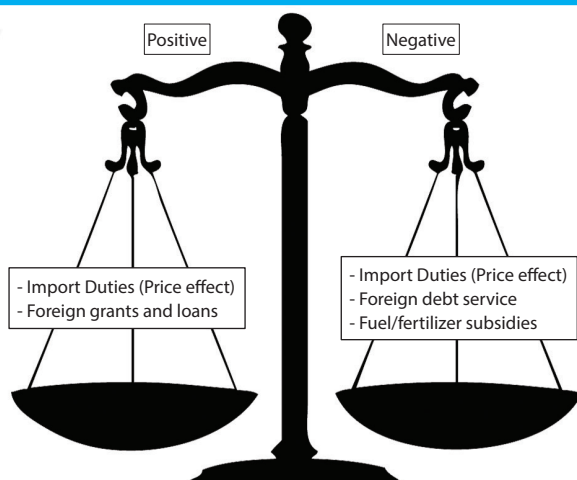 Positive
Negative
- Import Duties (Price effect)
- Foreign grants and loans
- Import Duties (Price effect)
- Foreign debt service
- Fuel/fertilizer subsidies